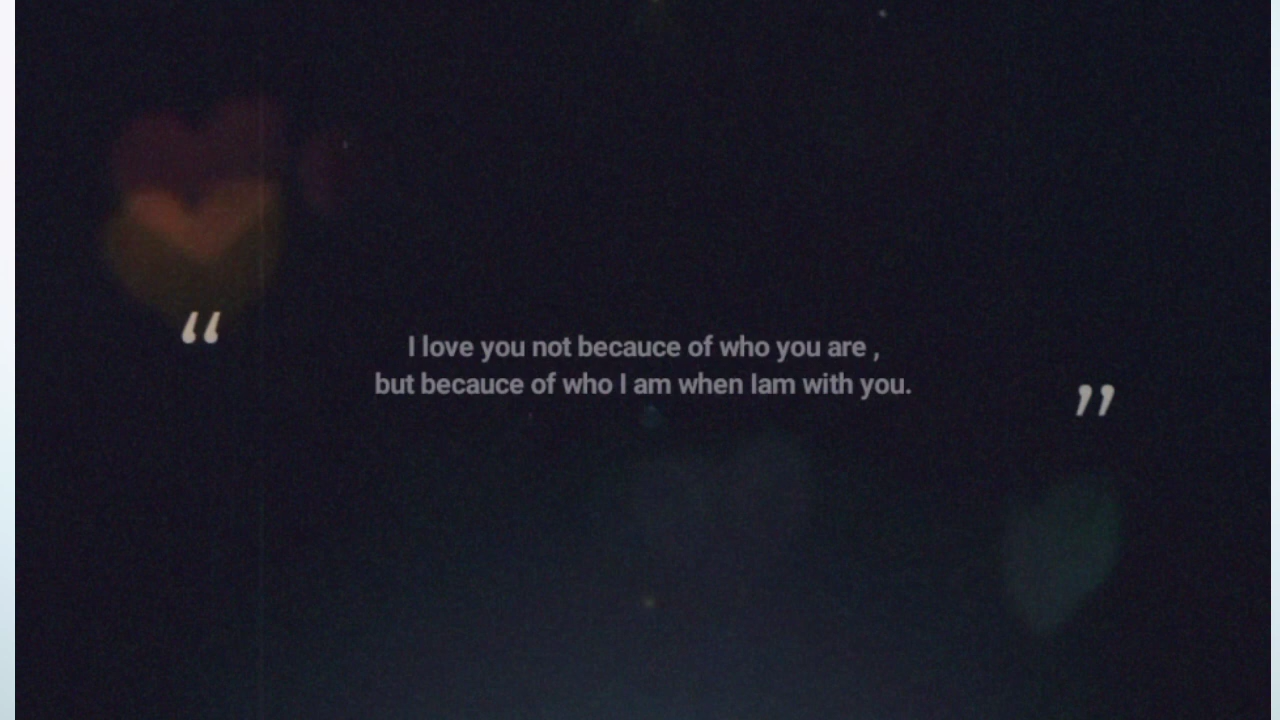 “
I love you not becauce of who you are ,
but becauce of who I am when Iam with you.
”